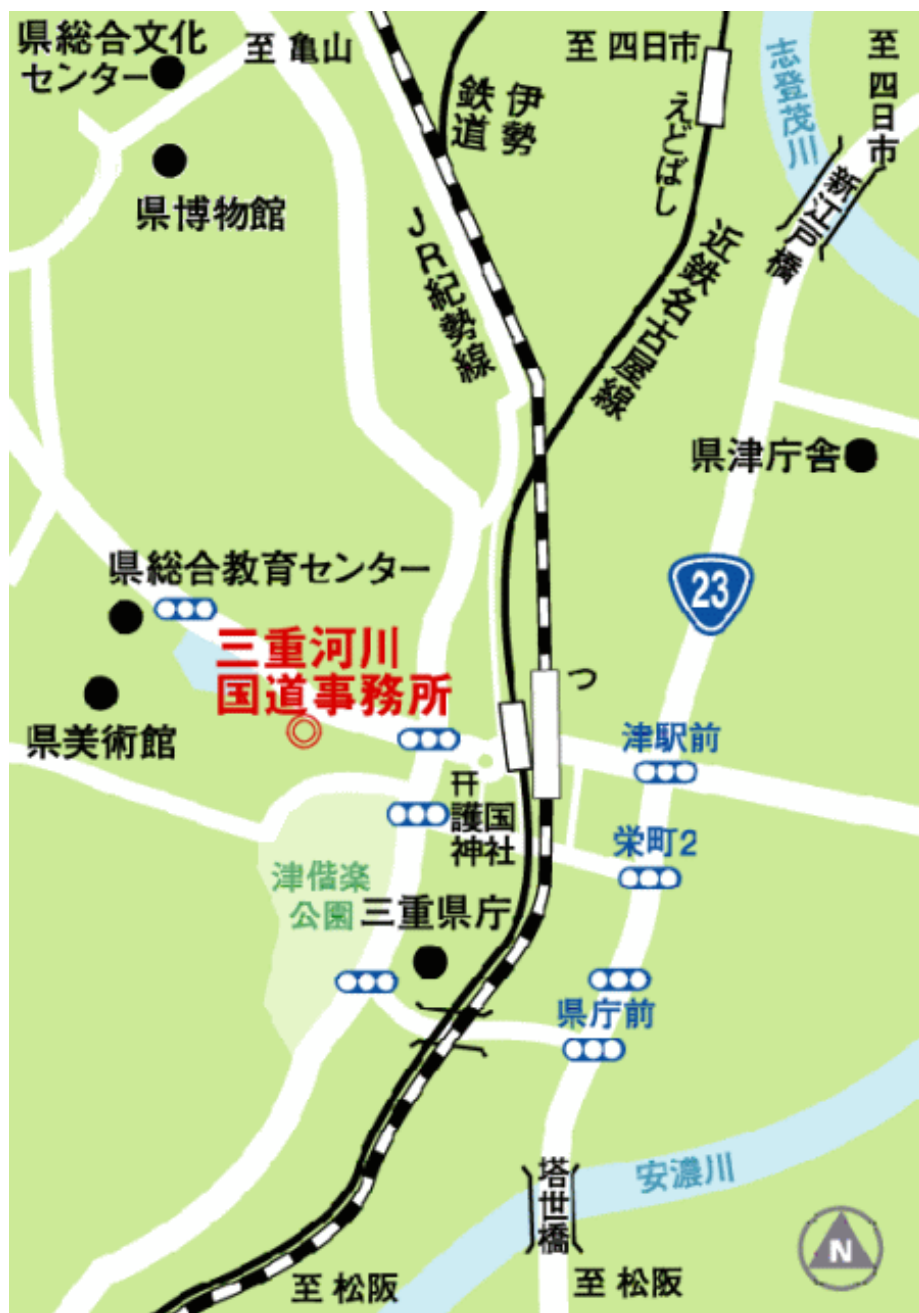 県総合文化
センター
至 亀山
至 四日市
至 四日市
志登茂川
伊勢
鉄道
えどばし
新江戸橋
県博物館
JR紀勢線
近鉄名古屋線
県津庁舎
県総合教育センター
23
三重河川
国道事務所
つ
県美術館
津駅前
護国
神社
栄町2
津偕楽
公園
三重県庁
県庁前
安濃川
塔世橋
N
至 松阪
至 松阪